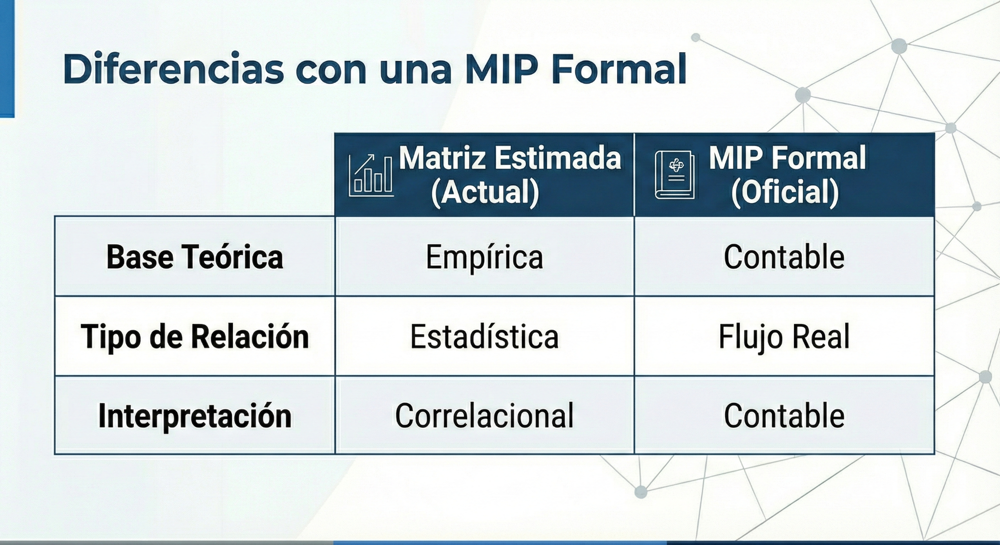 Diferencias con una MIP Formal
Matriz Estimada
(Actual)
MIP Formal
(Oficial)
Base Teórica
Empírica
Contable
Tipo de Relación
Estadística
Flujo Real
Interpretación
Correlacional
Contable